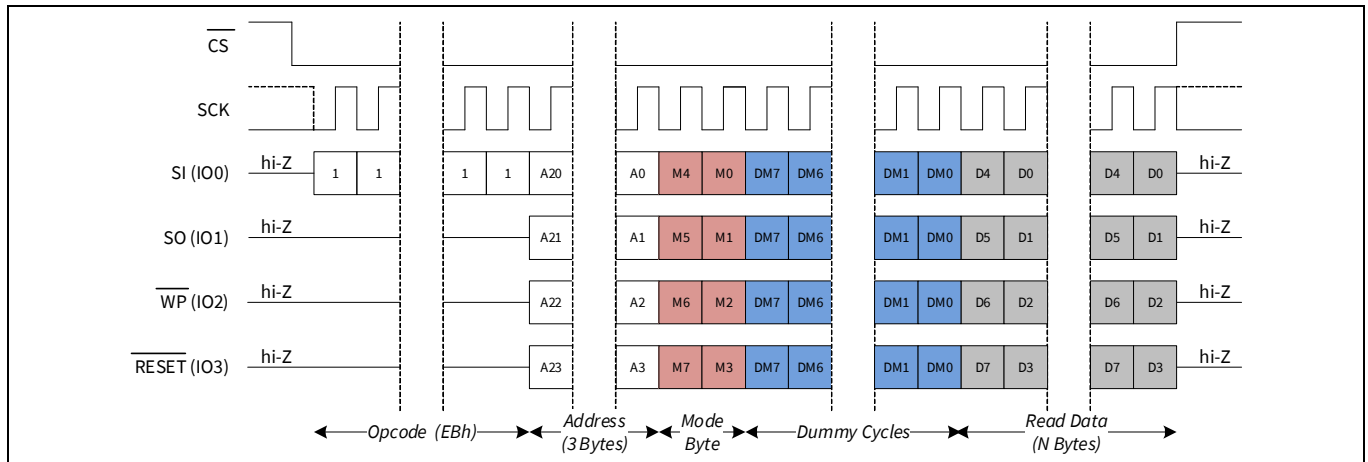 CS
SCK
SI (IO0) hi-Z 1 1 1 1 A20 A0 M4 M0 DM7 DM6 DM1 DM0 D4 D0 D4 D0 hi-Z
SO (IO1) hi-Z A21 A1 M5 M1 DM7 DM6 DM1 DM0 D5 D1 D5 D1
WP (IO2) hi-Z A22 A2 M6 M2 DM7 DM6 DM1 DM0 D6 D2 D6 D2 hi-Z
RESET (IO3) hi-Z A23 A3 M7 M3 DM7 DM6 DM1 DM0 D7 D3 D7 D3 hi-Z
Opcode (EBh) Address (3 Bytes) Mode Byte Dummy Cycles Read Data (N Bytes)